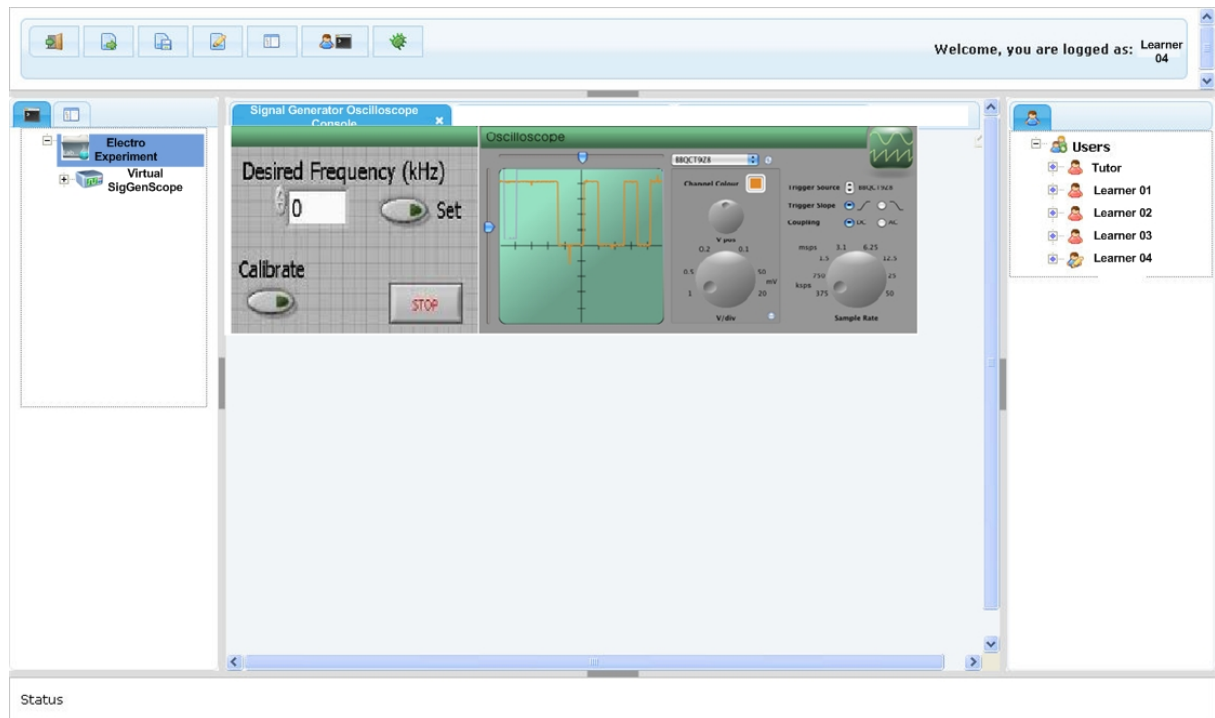 Welcome, you are logged as: Learner 04
Electro
Experiment
Virtual
SigGenScope
Signal Generator Oscilloscope
Console
x
Desired Frequency (kHz)
0
Set
Calibrate
STOP
Oscilloscope
8BQCT9Z8
Channel Colour
V pos
0.2 0.1
0.5 50
mV
1 20
V/div
Trigger Source 8BQCT9Z8
Trigger Slope
Coupling DC AC
msps 3.1 6.25
1.5 12.5
750 25
ksps
375 50
Sample Rate
Users
Tutor
Learner 01
Learner 02
Learner 03
Learner 04
Status